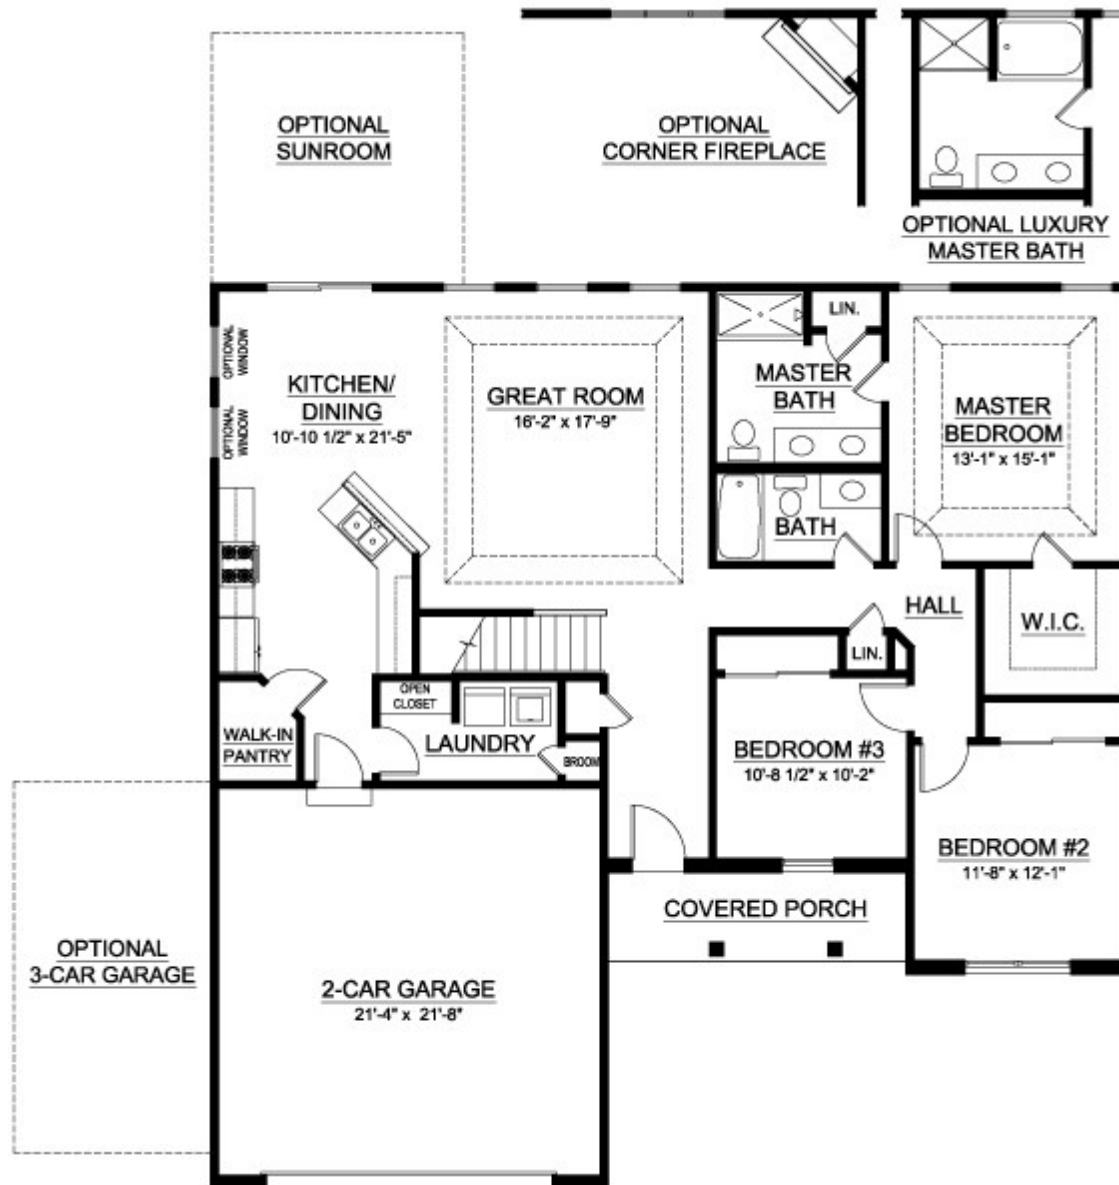 OPTIONAL
SUNROOM
OPTIONAL
CORNER FIREPLACE
OPTIONAL LUXURY
MASTER BATH
OPTIONAL
WINDOW
OPTIONAL
WINDOW
KITCHEN/
DINING
10'-10 1/2" x 21'-5"
GREAT ROOM
16'-2" x 17'-9"
LIN.
MASTER
BATH
MASTER
BEDROOM
13'-1" x 15'-1"
BATH
HALL
W.I.C.
LIN.
OPEN
CLOSET
WALK-IN
PANTRY
LAUNDRY
BROOM
BEDROOM #3
10'-8 1/2" x 10'-2"
BEDROOM #2
11'-8" x 12'-1"
COVERED PORCH
OPTIONAL
3-CAR GARAGE
2-CAR GARAGE
21'-4" x 21'-8"